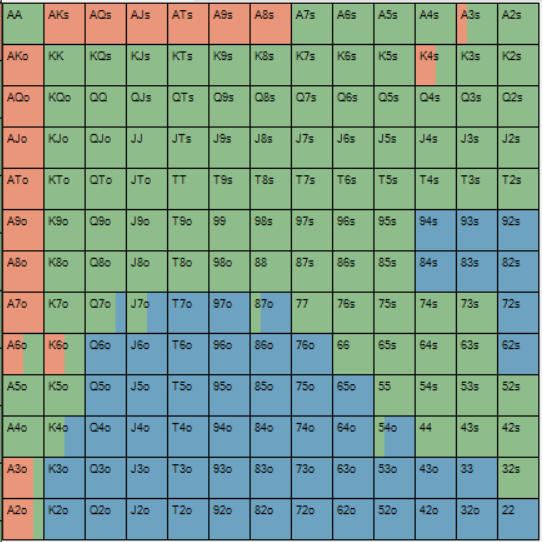 AA AKs AQs AJs ATs A9s A8s A7s A6s A5s A4s A3s A2s
AKo KK KQs KJs KTs K9s K8s K7s K6s K5s K4s K3s K2s
AQo KQo QQ QJs QTs Q9s Q8s Q7s Q6s Q5s Q4s Q3s Q2s
AJo KJo QJo JJ JTs J9s J8s J7s J6s J5s J4s J3s J2s
ATo KTo QTo JTo TT T9s T8s T7s T6s T5s T4s T3s T2s
A9o K9o Q9o J9o T9o 99 98s 97s 96s 95s 94s 93s 92s
A8o K8o Q8o J8o T8o 98o 88 87s 86s 85s 84s 83s 82s
A7o K7o Q7o J7o T7o 97o 87o 77 76s 75s 74s 73s 72s
A6o K6o Q6o J6o T6o 96o 86o 76o 66 65s 64s 63s 62s
A5o K5o Q5o J5o T5o 95o 85o 75o 65o 55 54s 53s 52s
A4o K4o Q4o J4o T4o 94o 84o 74o 64o 54o 44 43s 42s
A3o K3o Q3o J3o T3o 93o 83o 73o 63o 53o 43o 33 32s
A2o K2o Q2o J2o T2o 92o 82o 72o 62o 52o 42o 32o 22